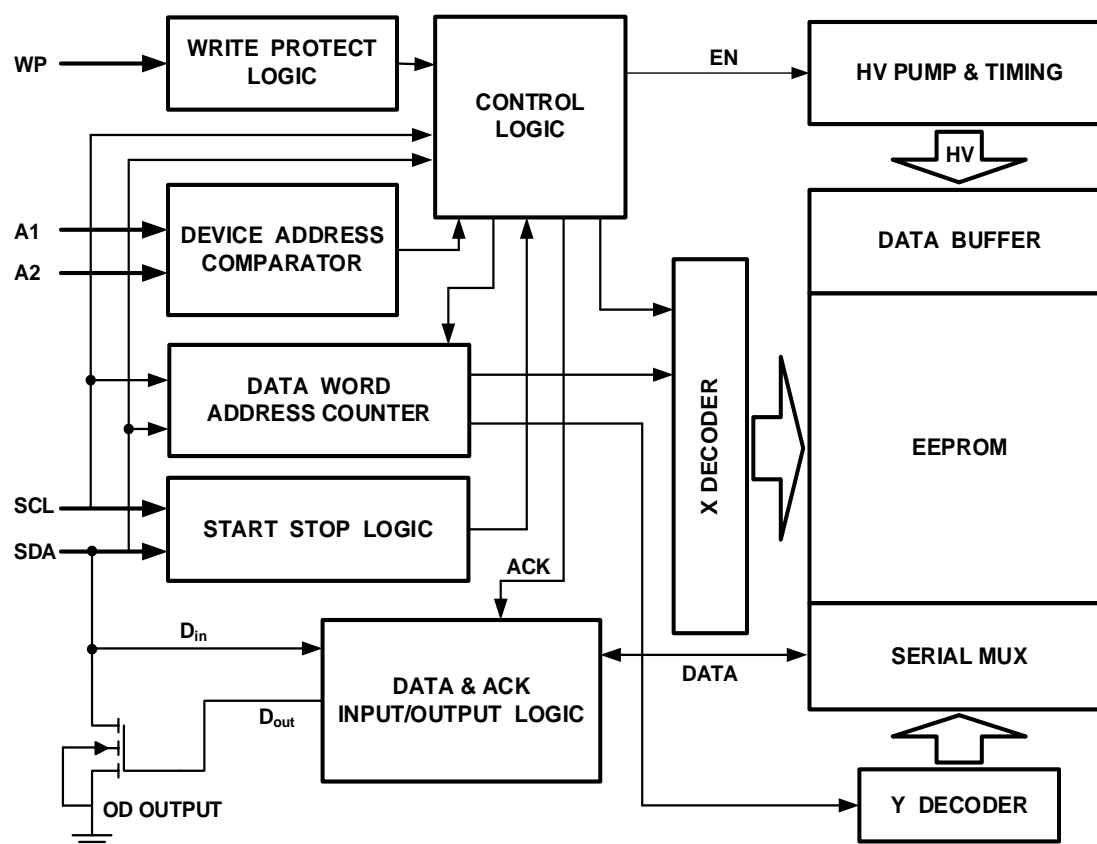 WP
WRITE PROTECT
LOGIC
CONTROL
LOGIC
EN
HV PUMP & TIMING
HV
A1
A2
DEVICE ADDRESS
COMPARATOR
DATA BUFFER
DATA WORD
ADDRESS COUNTER
X DECODER
EEPROM
SCL
SDA
START STOP LOGIC
ACK
Din
DATA & ACK
INPUT/OUTPUT LOGIC
DATA
SERIAL MUX
Dout
OD OUTPUT
Y DECODER